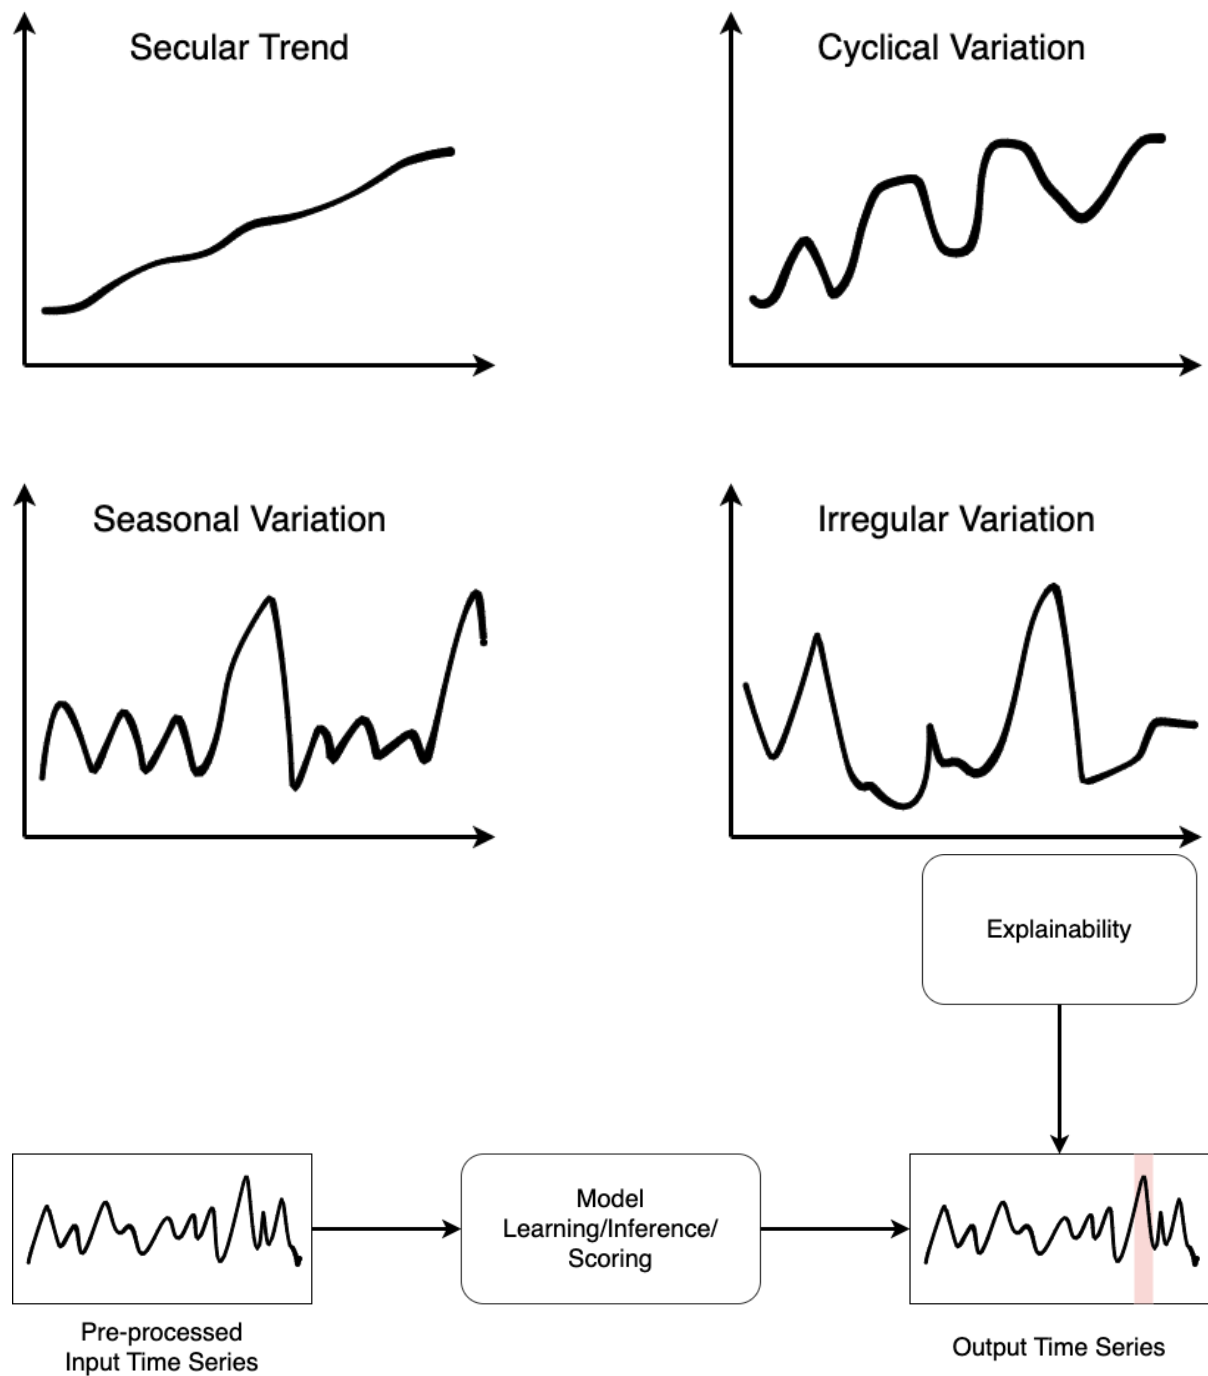 Secular Trend
Cyclical Variation
Seasonal Variation
Irregular Variation
Explainability
Model
Learning/Inference/
Scoring
Pre-processed
Input Time Series
Output Time Series